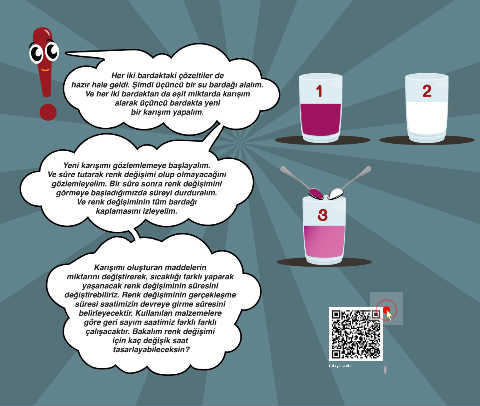 Her iki bardaktaki çözeltiler de
hazır hale geldi. Şimdi üçüncü bir su bardağı alalım.
Ve her iki bardaktan da eşit miktarda karışım
alarak üçüncü bardakta yeni
bir karışım yapalım.
1
2
Yeni karışımı gözlemlemeye başlayalım.
Ve süre tutarak renk değişimi olup olmayacağını
gözlemleyelim. Bir süre sonra renk değişimini
görmeye başladığımızda süreyi durduralım.
Ve renk değişiminin tüm bardağı
kaplamasını izleyelim.
3
Karışımı oluşturan maddelerin
miktarını değiştirerek, sıcaklığı farklı yaparak
yaşanacak renk değişiminin süresini
değiştirebiliriz. Renk değişiminin gerçekleşme
süresi saatimizin devreye girme süresini
belirleyecektir. Kullanılan malzemelere
göre geri sayım saatimiz farklı farklı
çalışacaktır. Bakalım renk değişimi
için kaç değişik saat
tasarlayabileceksin?